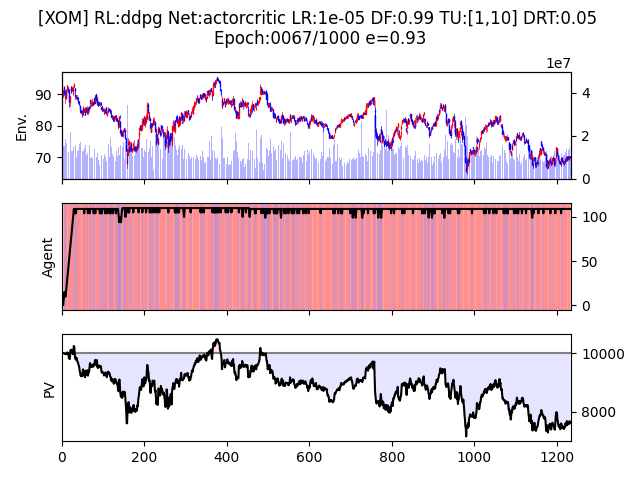 [XOM] RL:ddpg Net:actorcritic LR:1e-05 DF:0.99 TU:[1,10] DRT:0.05
Epoch:0067/1000 e=0.93
1e7
Env.
90
80
70
4
2
0
Agent
100
50
0
PV
10000
8000
0 200 400 600 800 1000 1200